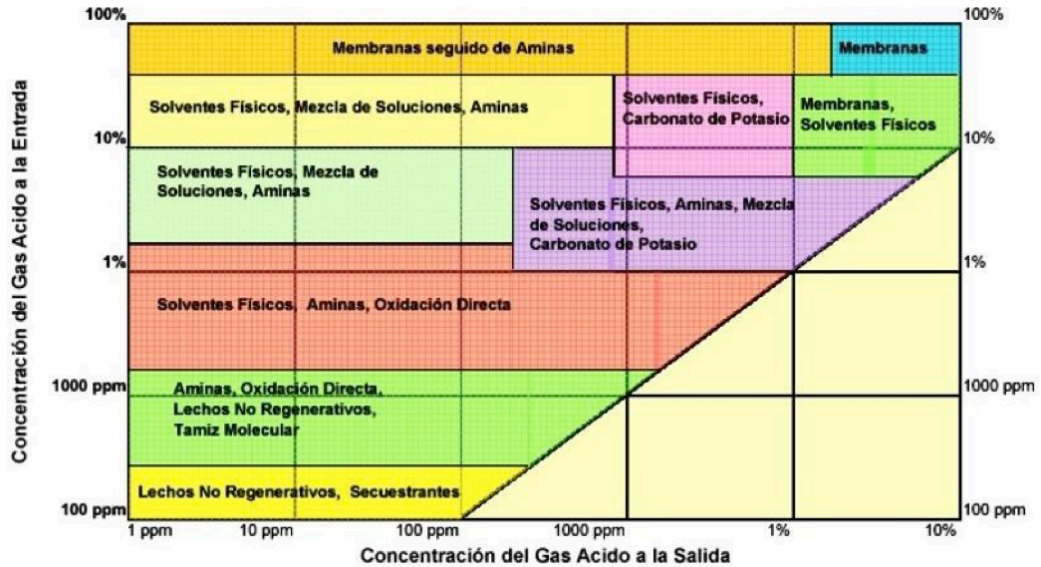 100%
100%
Membranas seguido de Aminas
Membranas
Solventes Físicos, Mezcla de Soluciones, Aminas
Solventes Físicos,
Carbonato de Potasio
Membranas,
Solventes Físicos
10%
10%
Solventes Físicos, Mezcla de
Soluciones, Aminas
Solventes Físicos, Aminas, Mezcla
de Soluciones,
Carbonato de Potasio
1%
1%
Solventes Físicos, Aminas, Oxidación Directa
1000 ppm
1000 ppm
Aminas, Oxidación Directa,
Lechos No Regenerativos,
Tamiz Molecular
Lechos No Regenerativos, Secuestrantes
100 ppm
100 ppm
1 ppm
10 ppm
100 ppm
1000 ppm
1%
10%
Concentración del Gas Acido a la Salida
Concentración del Gas Acido a la Entrada